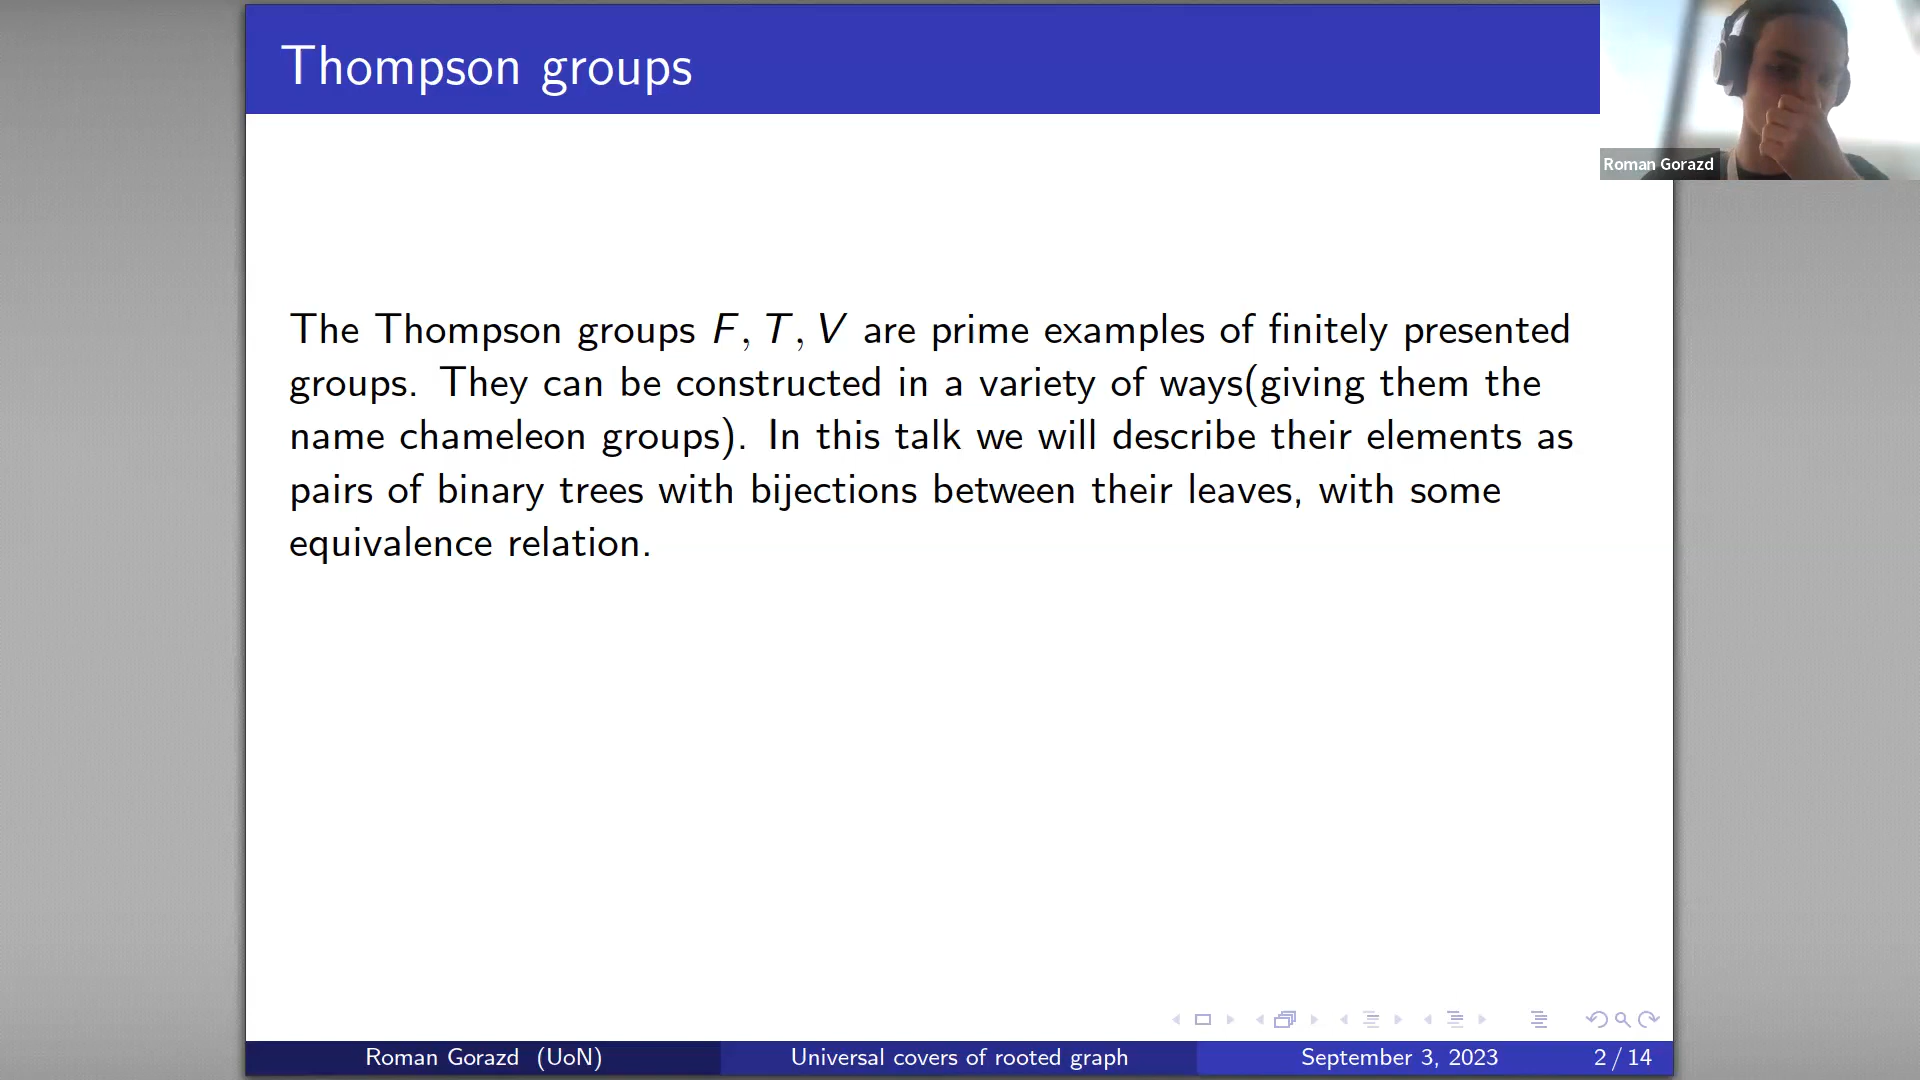 Thompson groups
Roman Gorazd
The Thompson groups F, T, V are prime examples of finitely presented
groups. They can be constructed in a variety of ways(giving them the
name chameleon groups). In this talk we will describe their elements as
pairs of binary trees with bijections between their leaves, with some
equivalence relation.
Roman Gorazd (UoN) Universal covers of rooted graph September 3, 2023 2 / 14